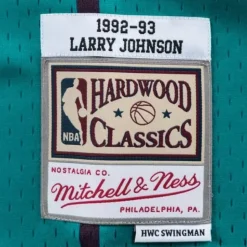 1992-93
LARRY JOHNSON
HARDWOOD
NBA
CLASSICS
NOSTALGIA CO.
Mitchell & Ness
PHILADELPHIA, PA.
HWC SWINGMAN